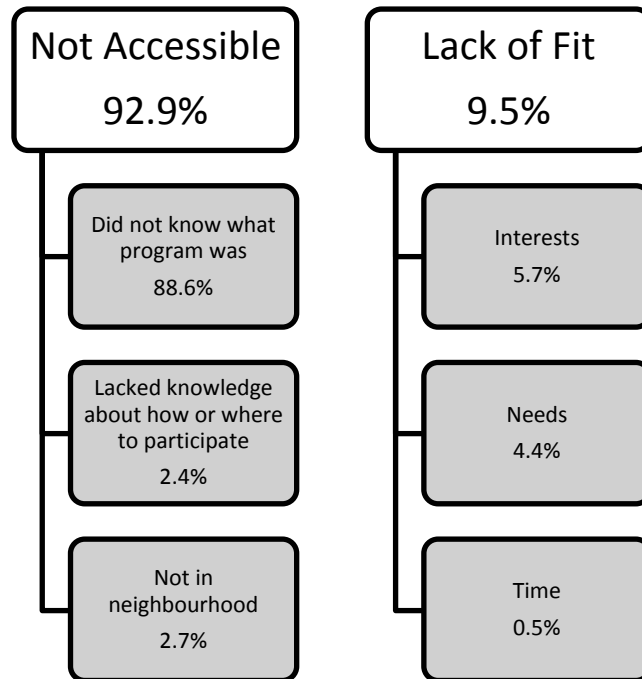 Not Accessible
92.9%
Did not know what
program was
88.6%
Lacked knowledge
about how or where
to participate
2.4%
Not in
neighbourhood
2.7%
Lack of Fit
9.5%
Interests
5.7%
Needs
4.4%
Time
0.5%